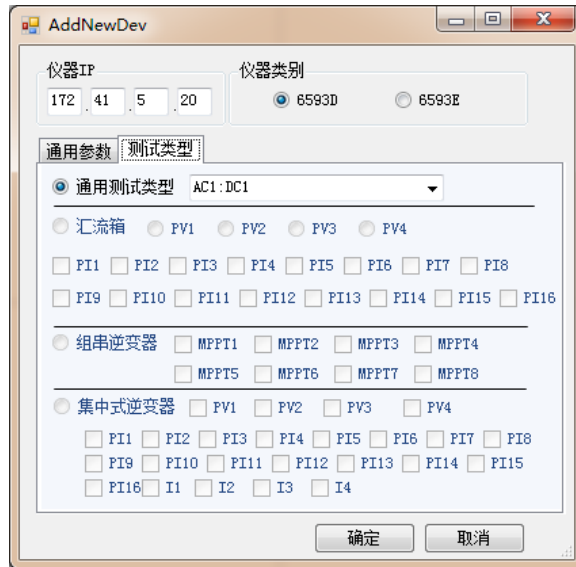 AddNewDev
仪器IP 仪器类别
172 . 41 . 5 . 20 6593D 6593E
通用参数 测试类型
通用测试类型 AC1:DC1
汇流箱 PV1 PV2 PV3 PV4
PI1 PI2 PI3 PI4 PI5 PI6 PI7 PI8
PI9 PI10 PI11 PI12 PI13 PI14 PI15 PI16
组串逆变器 MPPT1 MPPT2 MPPT3 MPPT4
MPPT5 MPPT6 MPPT7 MPPT8
集中式逆变器 PV1 PV2 PV3 PV4
PI1 PI2 PI3 PI4 PI5 PI6 PI7 PI8
PI9 PI10 PI11 PI12 PI13 PI14 PI15
PI16 I1 I2 I3 I4
确定 取消